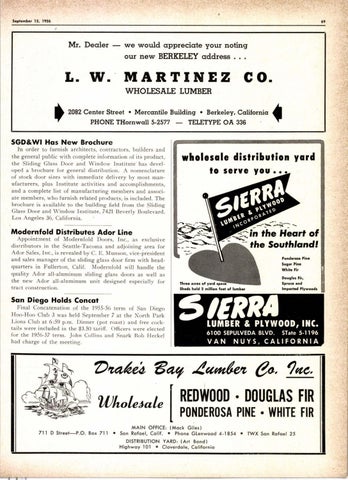 September 15, 1956
69
Mr. Dealer — we would appreciate your noting
our new BERKELEY address . . .
L. W. MARTINEZ CO.
WHOLESALE LUMBER
2082 Center Street • Mercantile Building • Berkeley, California
PHONE THornwall 5-2577 — TELETYPE OA 336
SGD&WI Has New Brochure
In order to furnish architects, contractors, builders and
the general public with complete information of its product,
the Sliding Glass Door and Window Institute has devel-
oped a brochure for general distribution. A nomenclature
of stock door sizes with immediate delivery by most man-
ufacturers, plus Institute activities and accomplishments,
and a complete list of manufacturing members and associ-
ate members, who furnish related products, is included. The
brochure is available to the building field from the Sliding
Glass Door and Window Institute, 7421 Beverly Boulevard,
Los Angeles 36, California.
Modernfold Distributes Ador Line
Appointment of Modernfold Doors, Inc., as exclusive
distributors in the Seattle-Tacoma and adjoining area for
Ador Sales, Inc., is revealed by C. E. Munson, vice-president
and sales manager of the sliding glass door firm with head-
quarters in Fullerton, Calif. Modernfold will handle the
quality Ador all-aluminum sliding glass doors as well as
the new Ador all-aluminum unit designed especially for
tract construction.
San Diego Holds Concat
Final Concatenation of the 1955-56 term of San Diego
Hoo-Hoo Club 3 was held September 7 at the North Park
Lions Club at 6:59 p.m. Dinner (pot roast) and free cock-
tails were included in the $3.50 tariff. Officers were elected
for the 1956-57 term. John Collins and Snark Rob Herkel
had charge of the meeting.
wholesale distribution yard
to serve you . . .
SIERRA
LUMBER & PLYWOOD
INCORPORATED
in the Heart of
the Southland!
Ponderosa Pine
Sugar Pine
White Fir
Douglas Fir,
Spruce and
Imported Plywoods
Three acres of yard space
Sheds hold 2 million feet of lumber
SIERRA
LUMBER & PLYWOOD, INC.
6100 SEPULVEDA BLVD. STate 5-1196
VAN NUYS, CALIFORNIA
Drake's Bay Lumber Co. Inc.
Wholesale
REDWOOD • DOUGLAS FIR
PONDEROSA PINE • WHITE FIR
MAIN OFFICE: (Mack Giles)
711 D Street—P.O. Box 711 • San Rafael, Calif. • Phone GLenwood 4-1854 • TWX San Rafael 25
DISTRIBUTION YARD: (Art Bond)
Highway 101 • Cloverdale, California